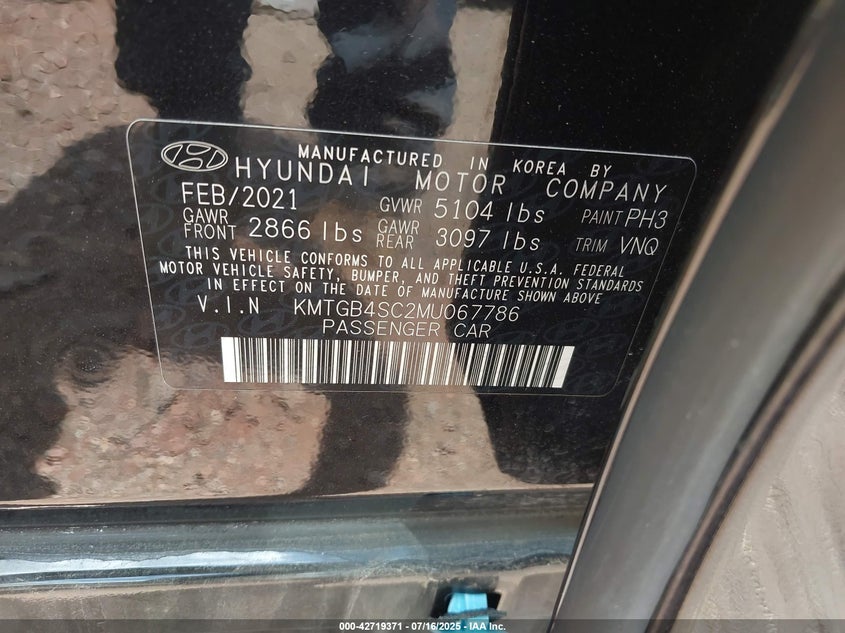 MANUFACTURED IN KOREA BY
HYUNDAI MOTOR COMPANY
FEB/2021 GVWR 5104 lbs PAINT PH3
GAWR FRONT 2866 lbs GAWR REAR 3097 lbs TRIM VNQ
THIS VEHICLE CONFORMS TO ALL APPLICABLE U.S.A. FEDERAL
MOTOR VEHICLE SAFETY, BUMPER, AND THEFT PREVENTION STANDARDS
IN EFFECT ON THE DATE OF MANUFACTURE SHOWN ABOVE
V.I.N KMTGB4SC2MU067786
PASSENGER CAR
000-42719371 - 07/16/2025 - IAA Inc.